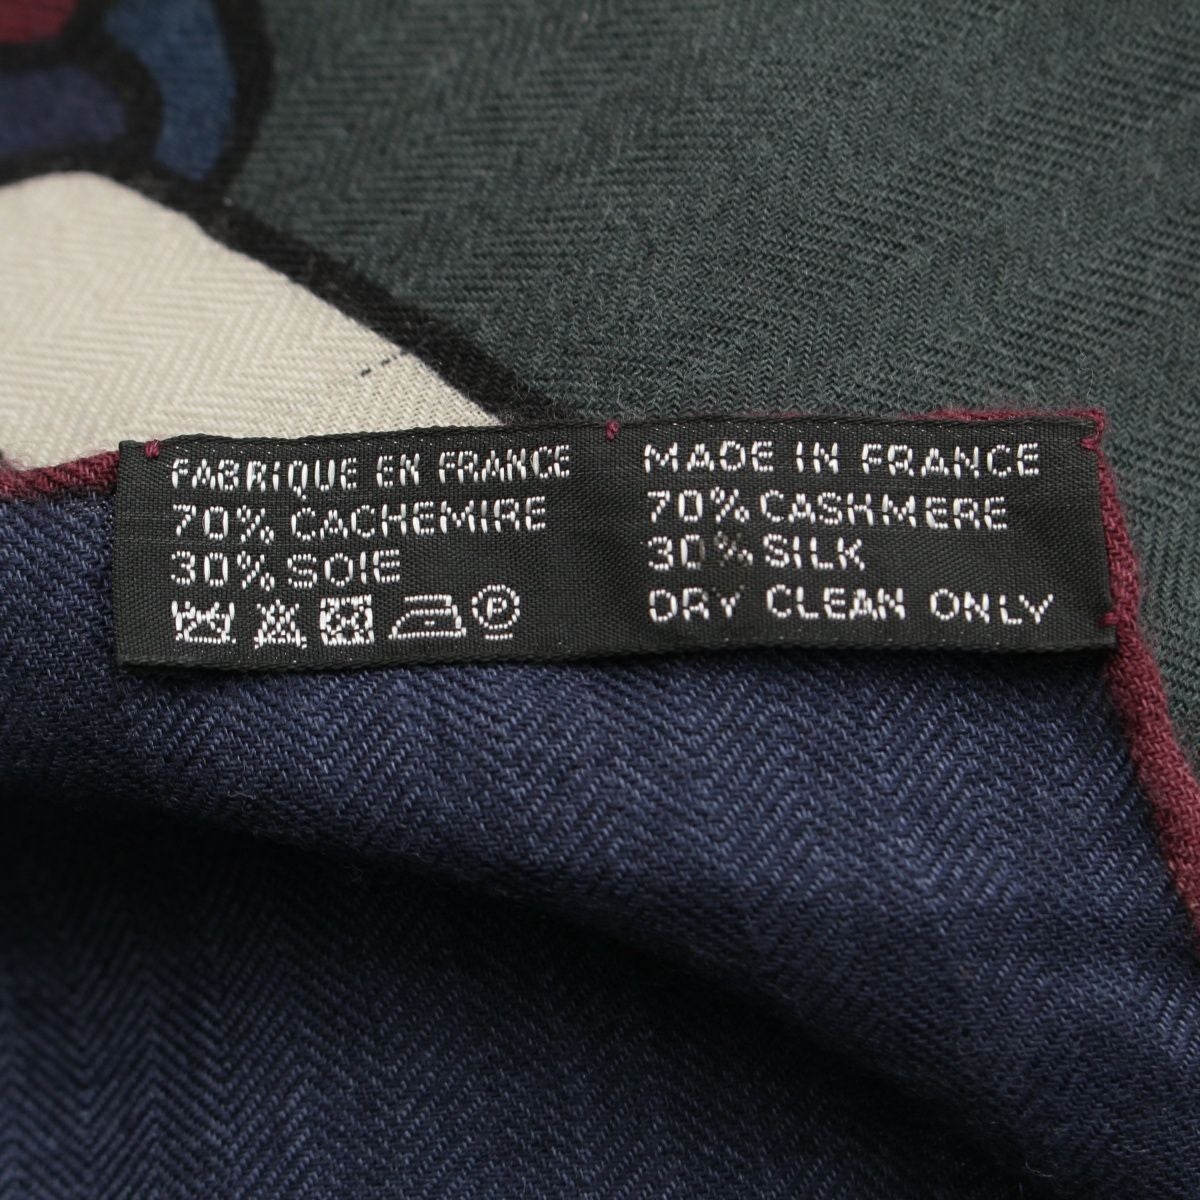 FABRIQUE EN FRANCE
70% CACHEMIRE
30% SOIE
P
MADE IN FRANCE
70% CASHMERE
30% SILK
DRY CLEAN ONLY